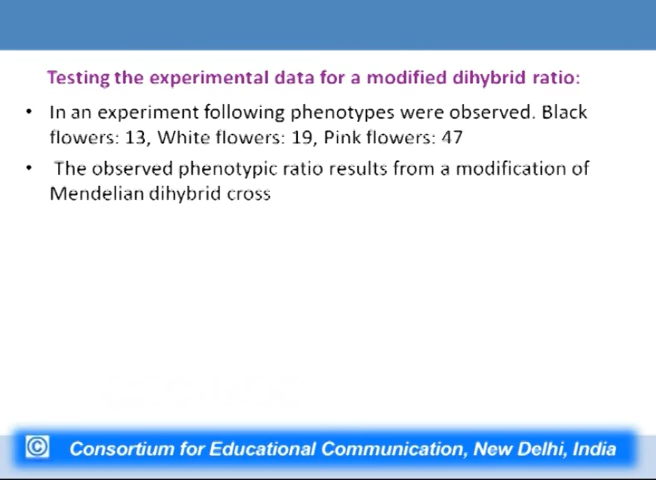 Testing the experimental data for a modified dihybrid ratio:
• In an experiment following phenotypes were observed. Black
flowers: 13, White flowers: 19, Pink flowers: 47
• The observed phenotypic ratio results from a modification of
Mendelian dihybrid cross
© Consortium for Educational Communication, New Delhi, India